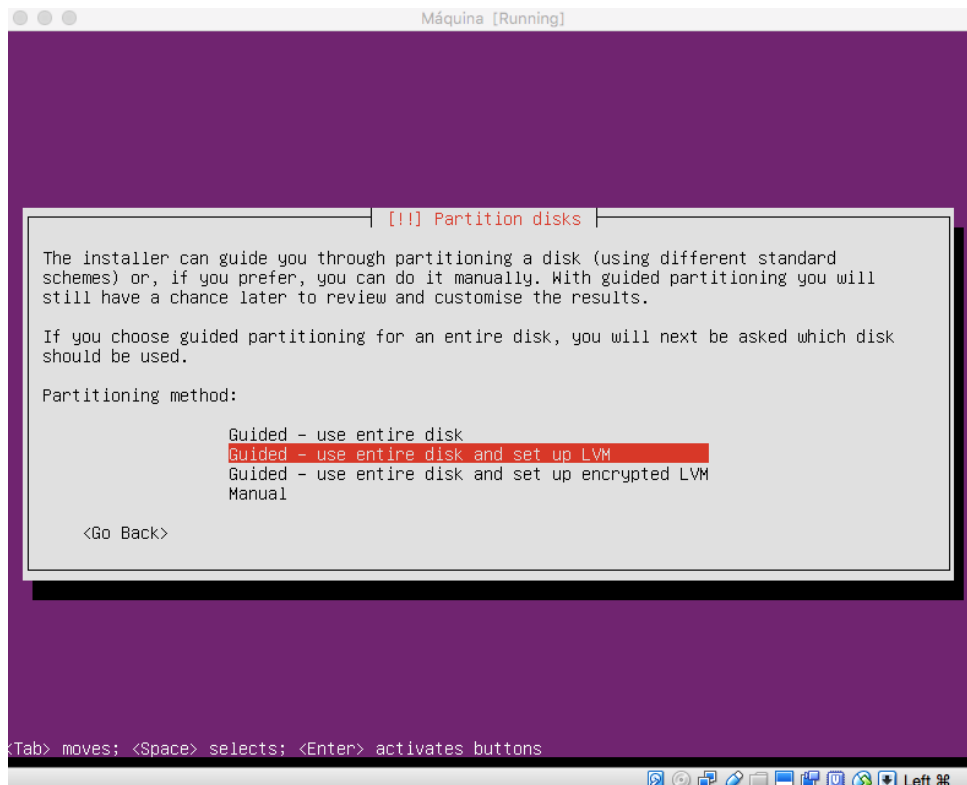 Máquina [Running]
[!!] Partition disks
The installer can guide you through partitioning a disk (using different standard
schemes) or, if you prefer, you can do it manually. With guided partitioning you will
still have a chance later to review and customise the results.
If you choose guided partitioning for an entire disk, you will next be asked which disk
should be used.
Partitioning method:
Guided - use entire disk
Guided - use entire disk and set up LVM
Guided - use entire disk and set up encrypted LVM
Manual
<Go Back>
<Tab> moves; <Space> selects; <Enter> activates buttons
Left ⌘